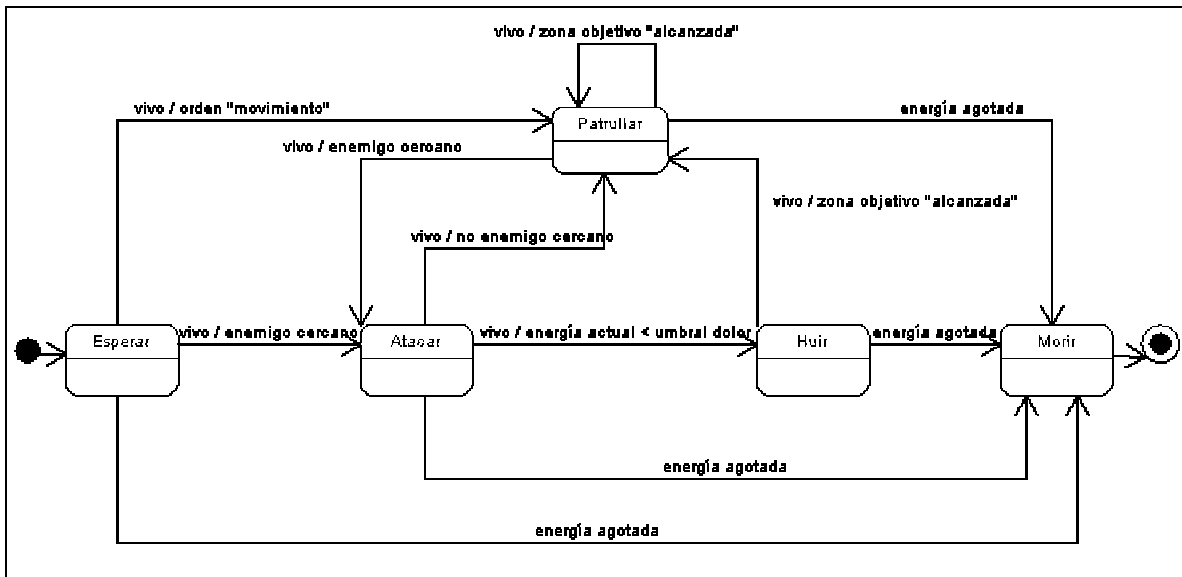 vivo / zona objetivo "alcanzada"
vivo / orden "movimiento"
energía agotada
Patrullar
vivo / enemigo cercano
vivo / zona objetivo "alcanzada"
vivo / no enemigo cercano
Esperar
vivo / enemigo cercano
Atacar
vivo / energía actual < umbral dolor
Huir
energía agotada
Morir
energía agotada
energía agotada